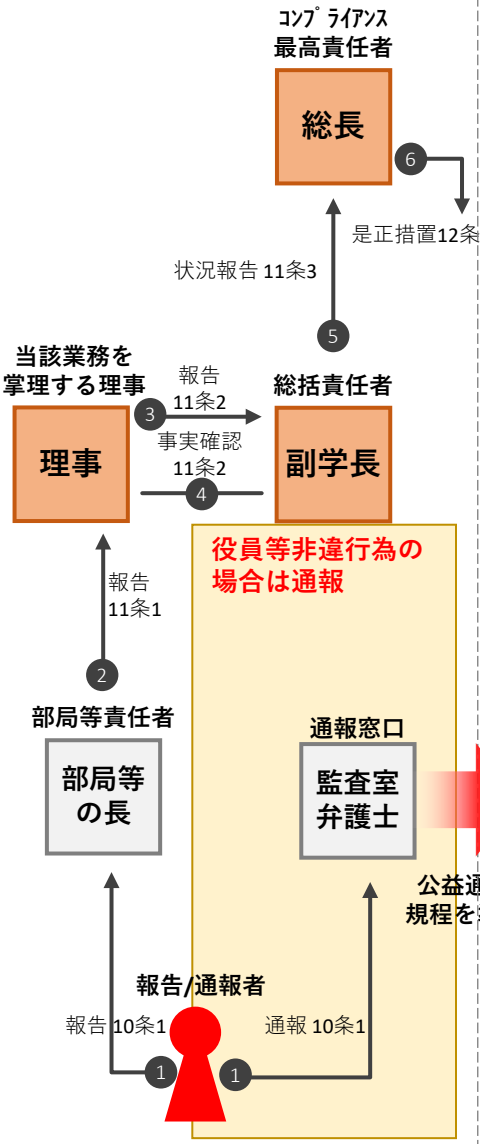 コンプライアンス
最高責任者
総長
6
是正措置12条
状況報告 11条3
5
当該業務を
掌理する理事
報告
11条2
3
総括責任者
理事
事実確認
11条2
4
副学長
役員等非違行為の
場合は通報
報告
11条1
2
部局等責任者
通報窓口
部局等
の長
監査室
弁護士
公益通
規程を
報告/通報者
報告 10条1
通報 10条1
1
1